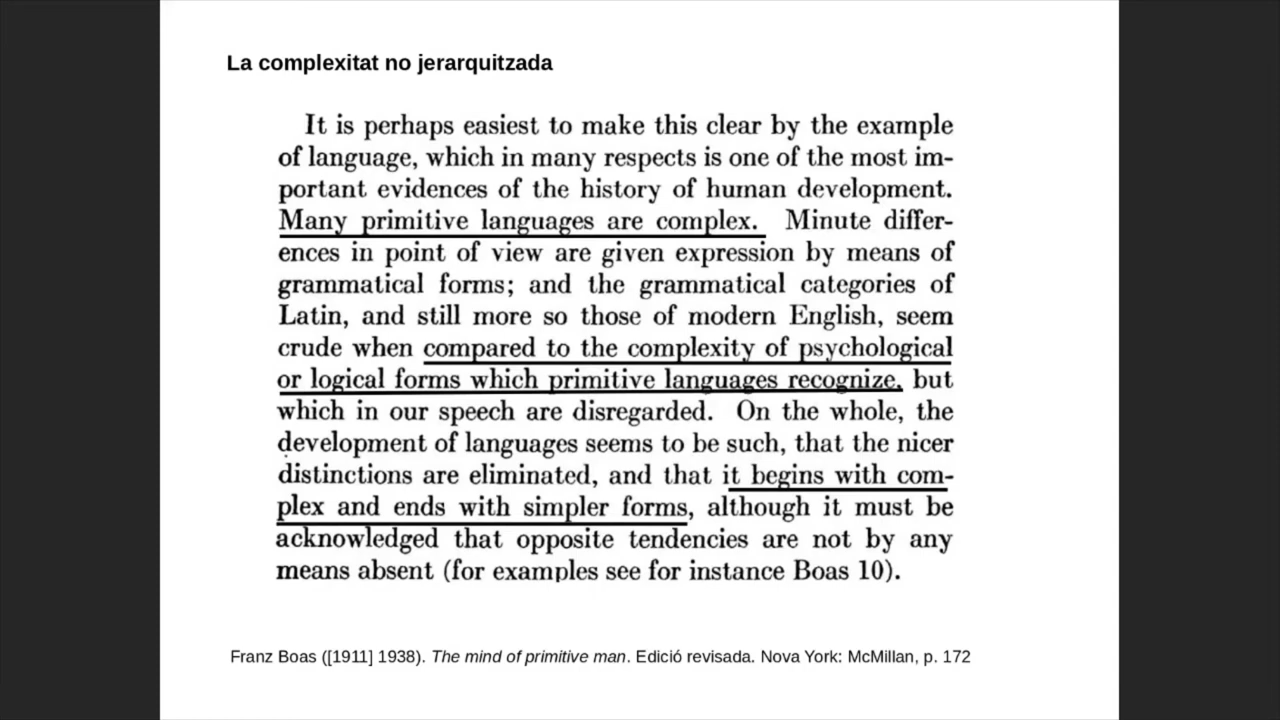 La complexitat no jerarquitzada
It is perhaps easiest to make this clear by the example
of language, which in many respects is one of the most im-
portant evidences of the history of human development.
Many primitive languages are complex. Minute differ-
ences in point of view are given expression by means of
grammatical forms; and the grammatical categories of
Latin, and still more so those of modern English, seem
crude when compared to the complexity of psychological
or logical forms which primitive languages recognize, but
which in our speech are disregarded. On the whole, the
development of languages seems to be such, that the nicer
distinctions are eliminated, and that it begins with com-
plex and ends with simpler forms, although it must be
acknowledged that opposite tendencies are not by any
means absent (for examples see for instance Boas 10).
Franz Boas ([1911] 1938). The mind of primitive man. Edició revisada. Nova York: McMillan, p. 172